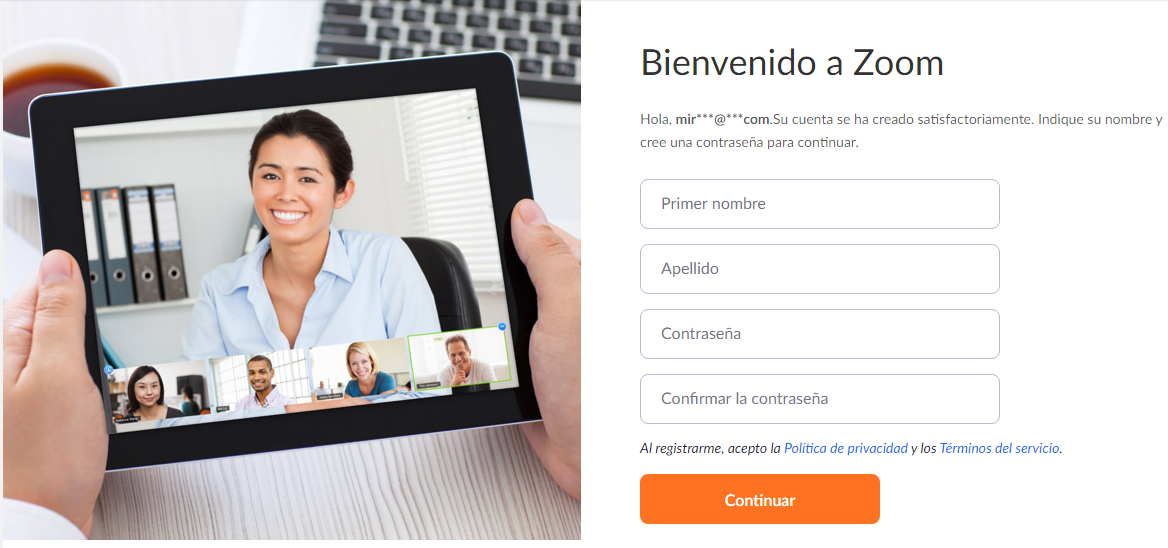 Bienvenido a Zoom
Hola, mir***@***com.Su cuenta se ha creado satisfactoriamente. Indique su nombre y
cree una contraseña para continuar.
Primer nombre
Apellido
Contraseña
Confirmar la contraseña
Al registrarme, acepto la Política de privacidad y los Términos del servicio.
Continuar